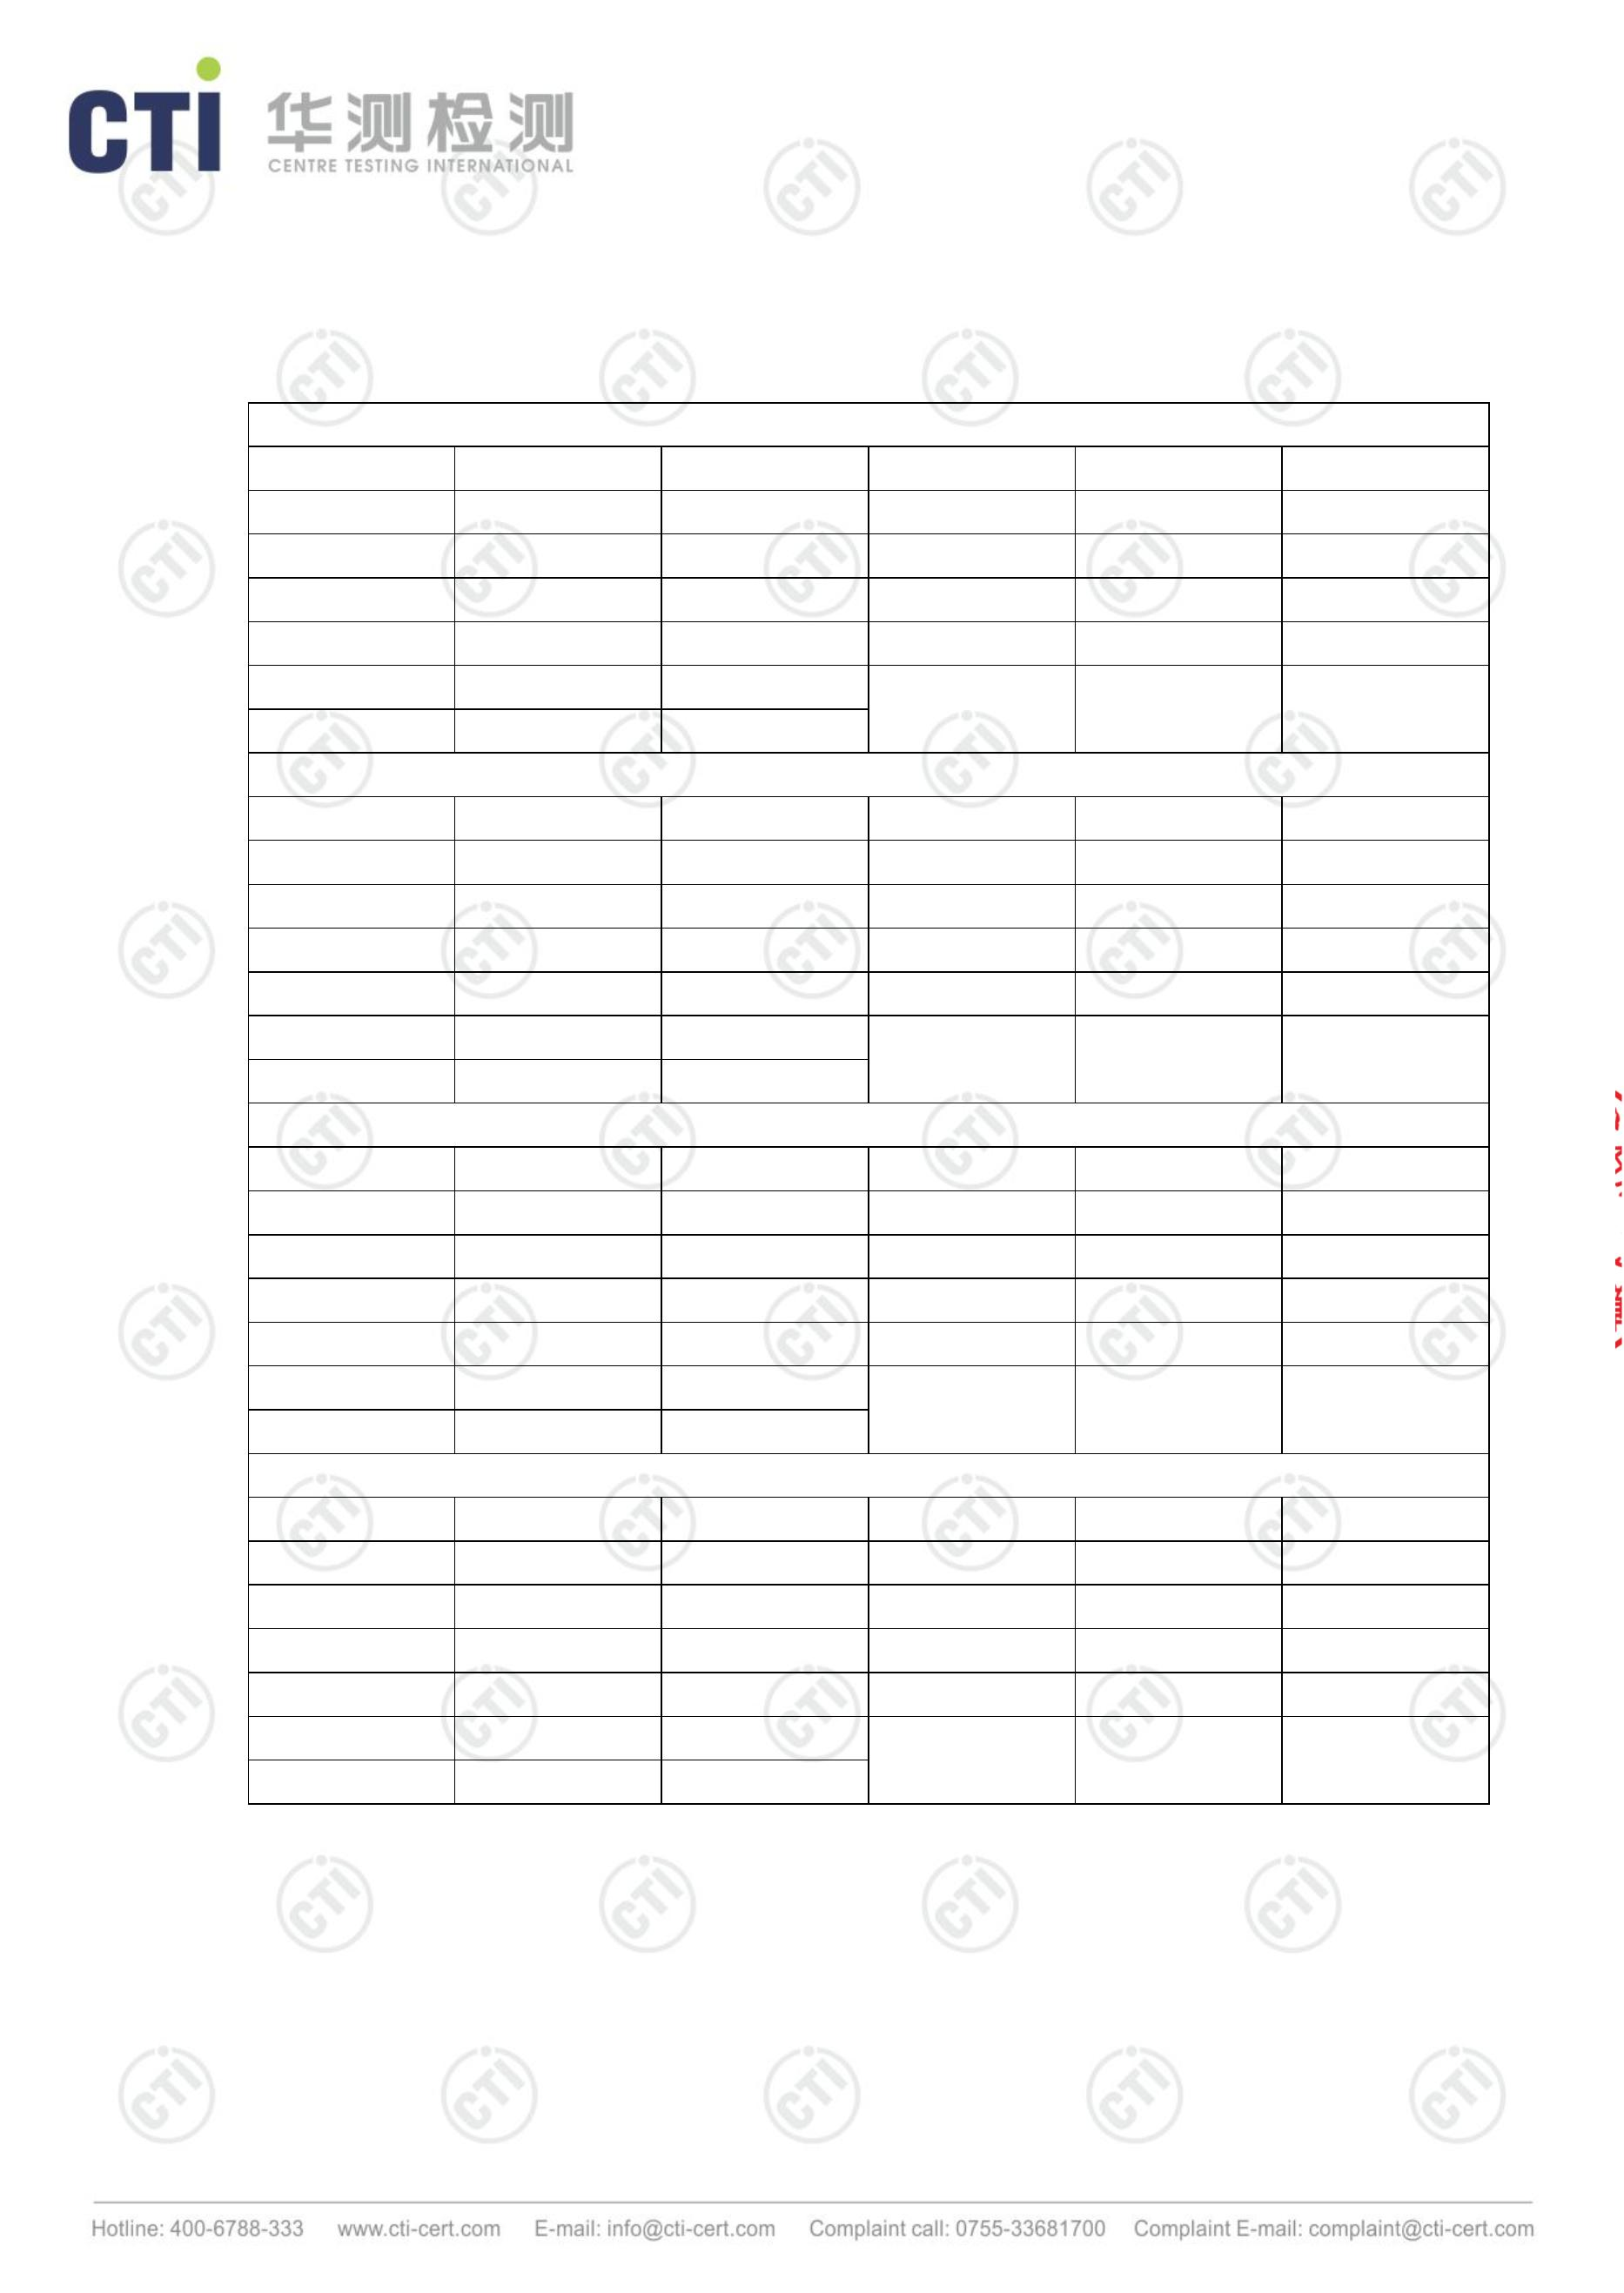 CTI 华测检测
CENTRE TESTING INTERNATIONAL
Hotline: 400-6788-333 www.cti-cert.com E-mail: info@cti-cert.com Complaint call: 0755-33681700 Complaint E-mail: complaint@cti-cert.com